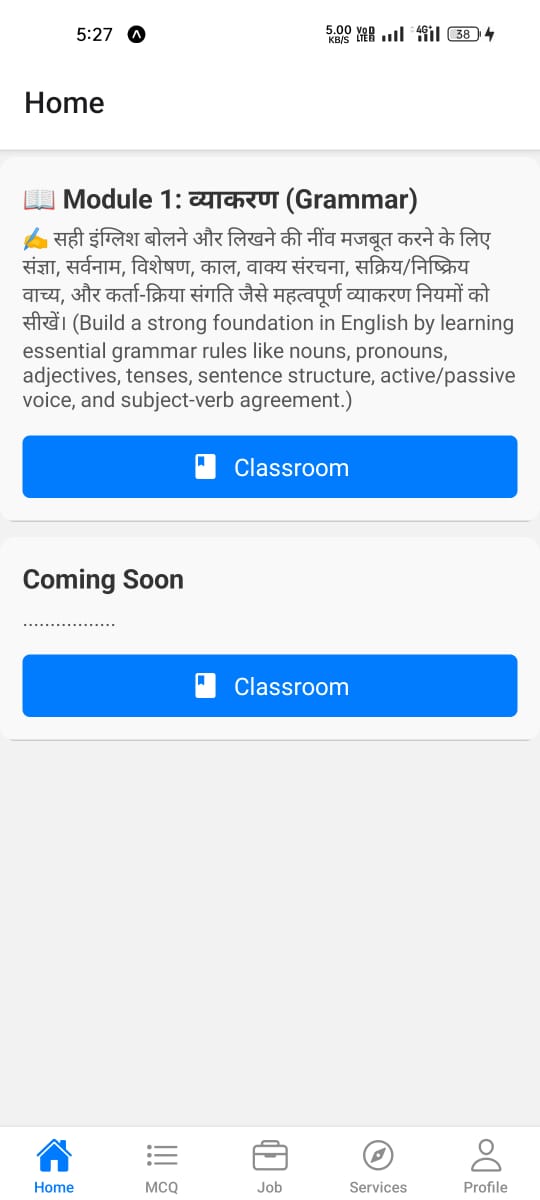 5:27
5.00
KB/S
VoD
LTE
4G+
38
Home
📖 Module 1: व्याकरण (Grammar)
✍️ सही इंग्लिश बोलने और लिखने की नींव मजबूत करने के लिए
संज्ञा, सर्वनाम, विशेषण, काल, वाक्य संरचना, सक्रिय/निष्क्रिय
वाच्य, और कर्ता-क्रिया संगति जैसे महत्वपूर्ण व्याकरण नियमों को
सीखें। (Build a strong foundation in English by learning
essential grammar rules like nouns, pronouns,
adjectives, tenses, sentence structure, active/passive
voice, and subject-verb agreement.)
Classroom
Coming Soon
.................
Classroom
Home
MCQ
Job
Services
Profile